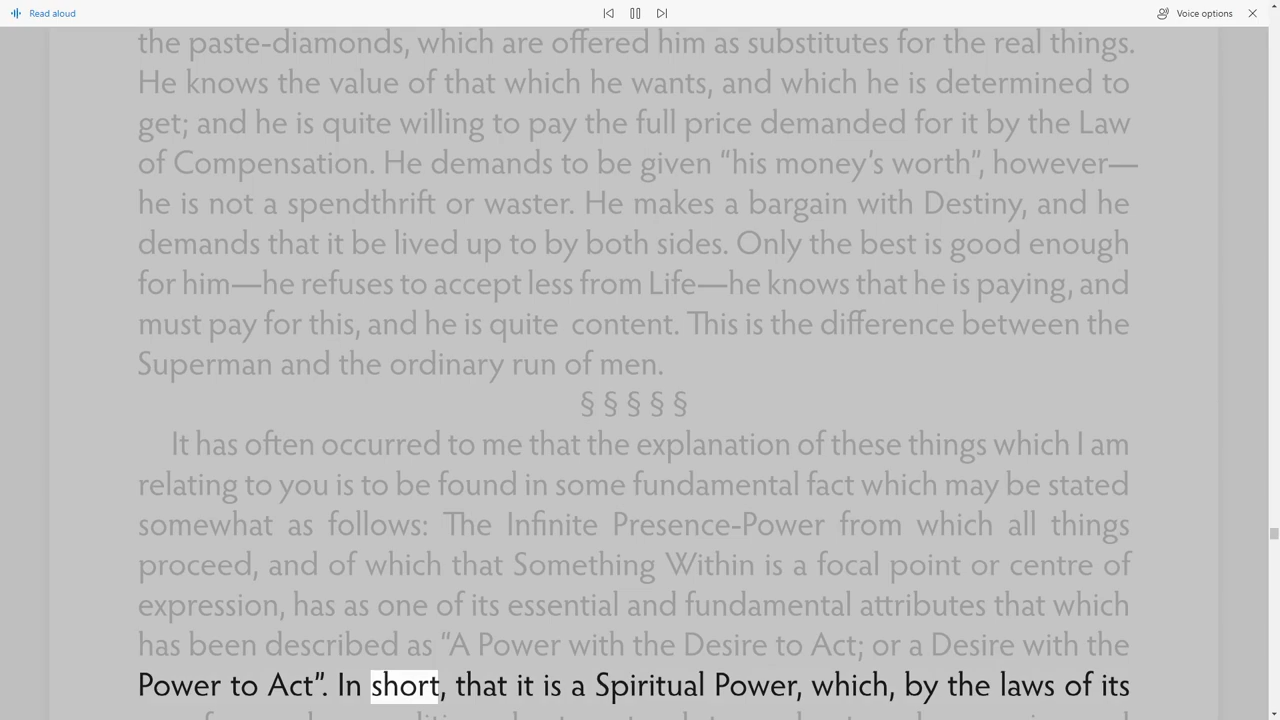 Read aloud
Voice options
the paste-diamonds, which are offered him as substitutes for the real things.
He knows the value of that which he wants, and which he is determined to
get; and he is quite willing to pay the full price demanded for it by the Law
of Compensation. He demands to be given “his money’s worth”, however—
he is not a spendthrift or waster. He makes a bargain with Destiny, and he
demands that it be lived up to by both sides. Only the best is good enough
for him—he refuses to accept less from Life—he knows that he is paying, and
must pay for this, and he is quite content. This is the difference between the
Superman and the ordinary run of men.
§ § § § §
It has often occurred to me that the explanation of these things which I am
relating to you is to be found in some fundamental fact which may be stated
somewhat as follows: The Infinite Presence-Power from which all things
proceed, and of which that Something Within is a focal point or centre of
expression, has as one of its essential and fundamental attributes that which
has been described as “A Power with the Desire to Act; or a Desire with the
Power to Act”. In short, that it is a Spiritual Power, which, by the laws of its